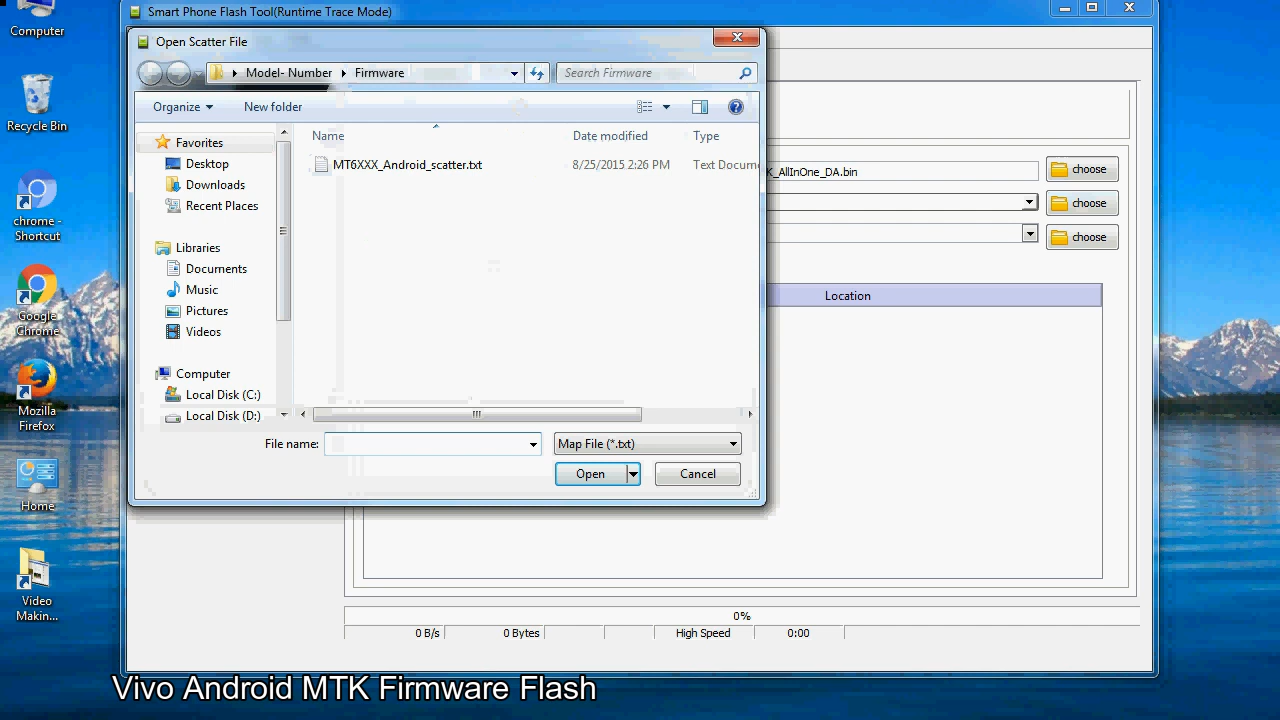 Smart Phone Flash Tool(Runtime Trace Mode)
Open Scatter File
Model- Number
Firmware
Search Firmware
Organize
New folder
Name
Date modified
Type
MT6XXX_Android_scatter.txt
8/25/2015 2:26 PM
Text Docum
Favorites
Desktop
Downloads
Recent Places
Libraries
Documents
Music
Pictures
Videos
Computer
Local Disk (C:)
Local Disk (D:)
File name:
Map File (*.txt)
Open
Cancel
K_AllInOne_DA.bin
choose
choose
choose
Location
0%
0 B/s
0 Bytes
High Speed
0:00
Computer
Recycle Bin
chrome -
Shortcut
Google
Chrome
Mozilla
Firefox
Home
Video
Makin...
Vivo Android MTK Firmware Flash